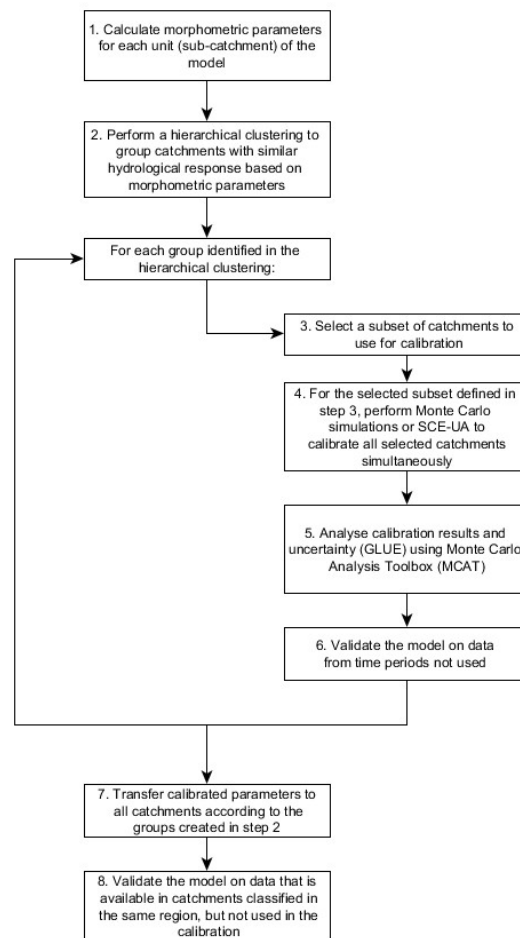 1. Calculate morphometric parameters
for each unit (sub-catchment) of the
model
2. Perform a hierarchical clustering to
group catchments with similar
hydrological response based on
morphometric parameters
For each group identified in the
hierarchical clustering:
3. Select a subset of catchments to
use for calibration
4. For the selected subset defined in
step 3, perform Monte Carlo
simulations or SCE-UA to
calibrate all selected catchments
simultaneously
5. Analyse calibration results and
uncertainty (GLUE) using Monte Carlo
Analysis Toolbox (MCAT)
6. Validate the model on data
from time periods not used
7. Transfer calibrated parameters to
all catchments according to the
groups created in step 2
8. Validate the model on data that is
available in catchments classified in
the same region, but not used in the
calibration